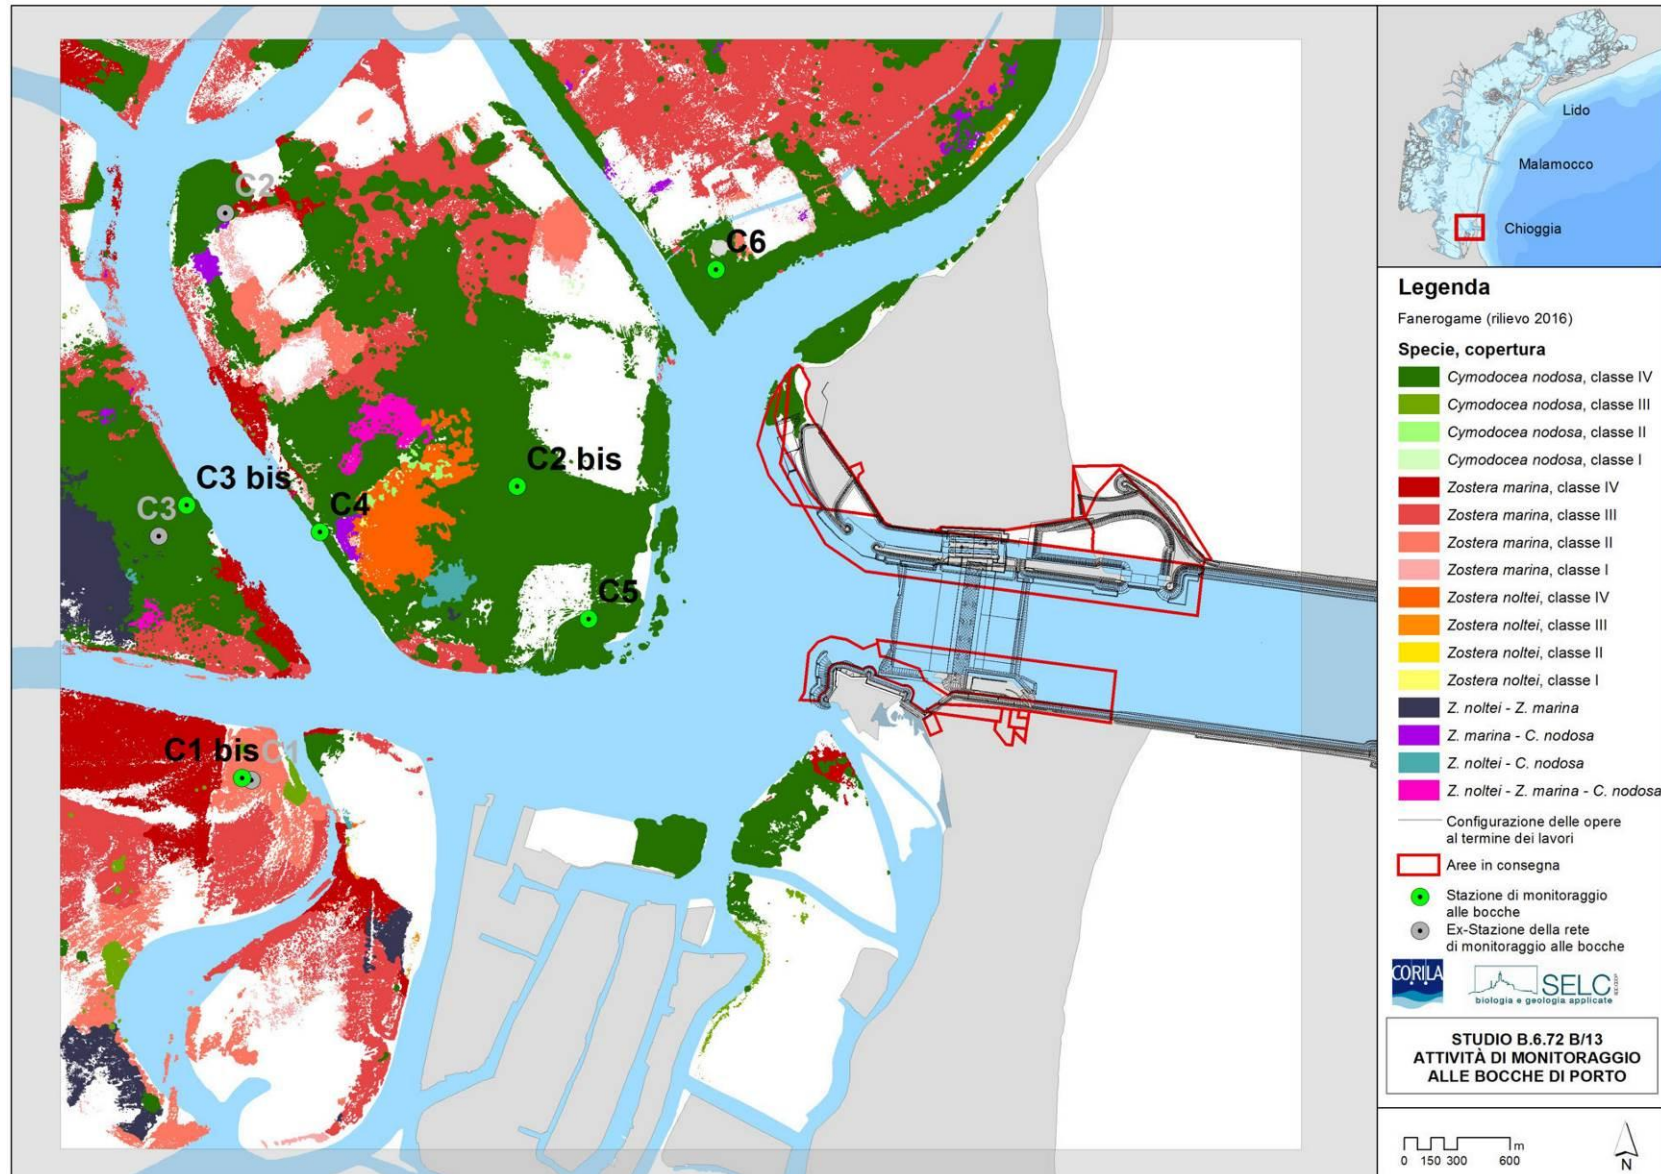 C2
C6
C2 bis
C3 bis
C3
C4
C5
C1 bis
C1
Lido
Malamocco
Chioggia
Legenda
Fanerogame (rilievo 2016)
Specie, copertura
Cymodocea nodosa, classe IV
Cymodocea nodosa, classe III
Cymodocea nodosa, classe II
Cymodocea nodosa, classe I
Zostera marina, classe IV
Zostera marina, classe III
Zostera marina, classe II
Zostera marina, classe I
Zostera noltei, classe IV
Zostera noltei, classe III
Zostera noltei, classe II
Zostera noltei, classe I
Z. noltei - Z. marina
Z. marina - C. nodosa
Z. noltei - C. nodosa
Z. noltei - Z. marina - C. nodosa
Configurazione delle opere
al termine dei lavori
Aree in consegna
Stazione di monitoraggio
alle bocche
Ex-Stazione della rete
di monitoraggio alle bocche
CORILA
SELC
biologia e geologia applicate
STUDIO B.6.72 B/13
ATTIVITÀ DI MONITORAGGIO
ALLE BOCCHE DI PORTO
0 150 300 600 m
N